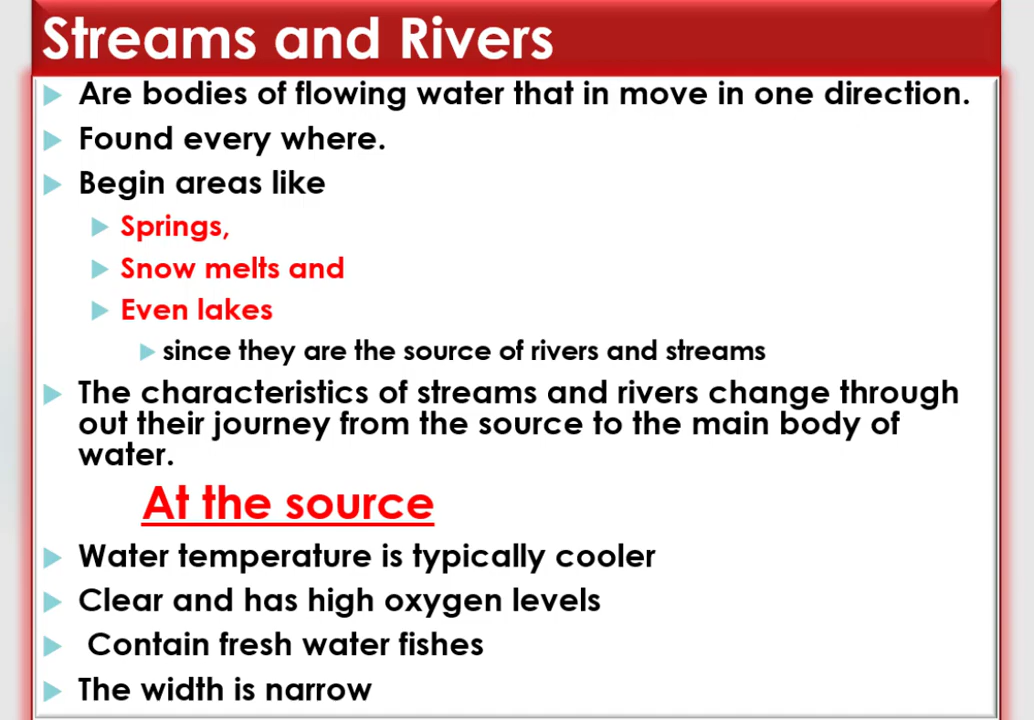 Streams and Rivers
Are bodies of flowing water that in move in one direction.
Found every where.
Begin areas like
Springs,
Snow melts and
Even lakes
since they are the source of rivers and streams
The characteristics of streams and rivers change through
out their journey from the source to the main body of
water.
At the source
Water temperature is typically cooler
Clear and has high oxygen levels
Contain fresh water fishes
The width is narrow